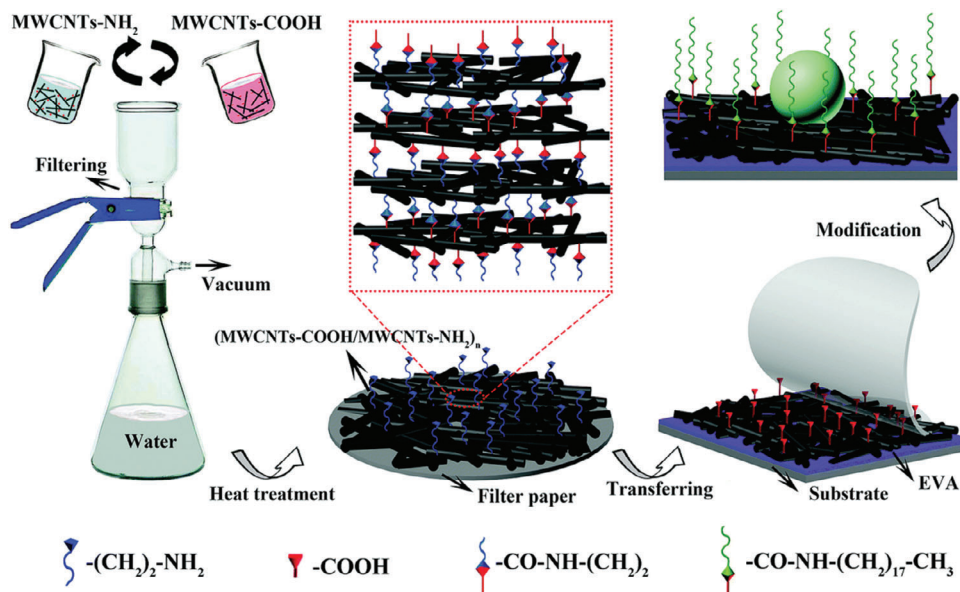 MWCNTs-NH₂
MWCNTs-COOH
Filtering
Vacuum
(MWCNTs-COOH/MWCNTs-NH₂)ₙ
Water
Heat treatment
Filter paper
Transferring
Modification
Substrate
EVA
-(CH₂)₂-NH₂
-COOH
-CO-NH-(CH₂)₂
-CO-NH-(CH₂)₁₇-CH₃